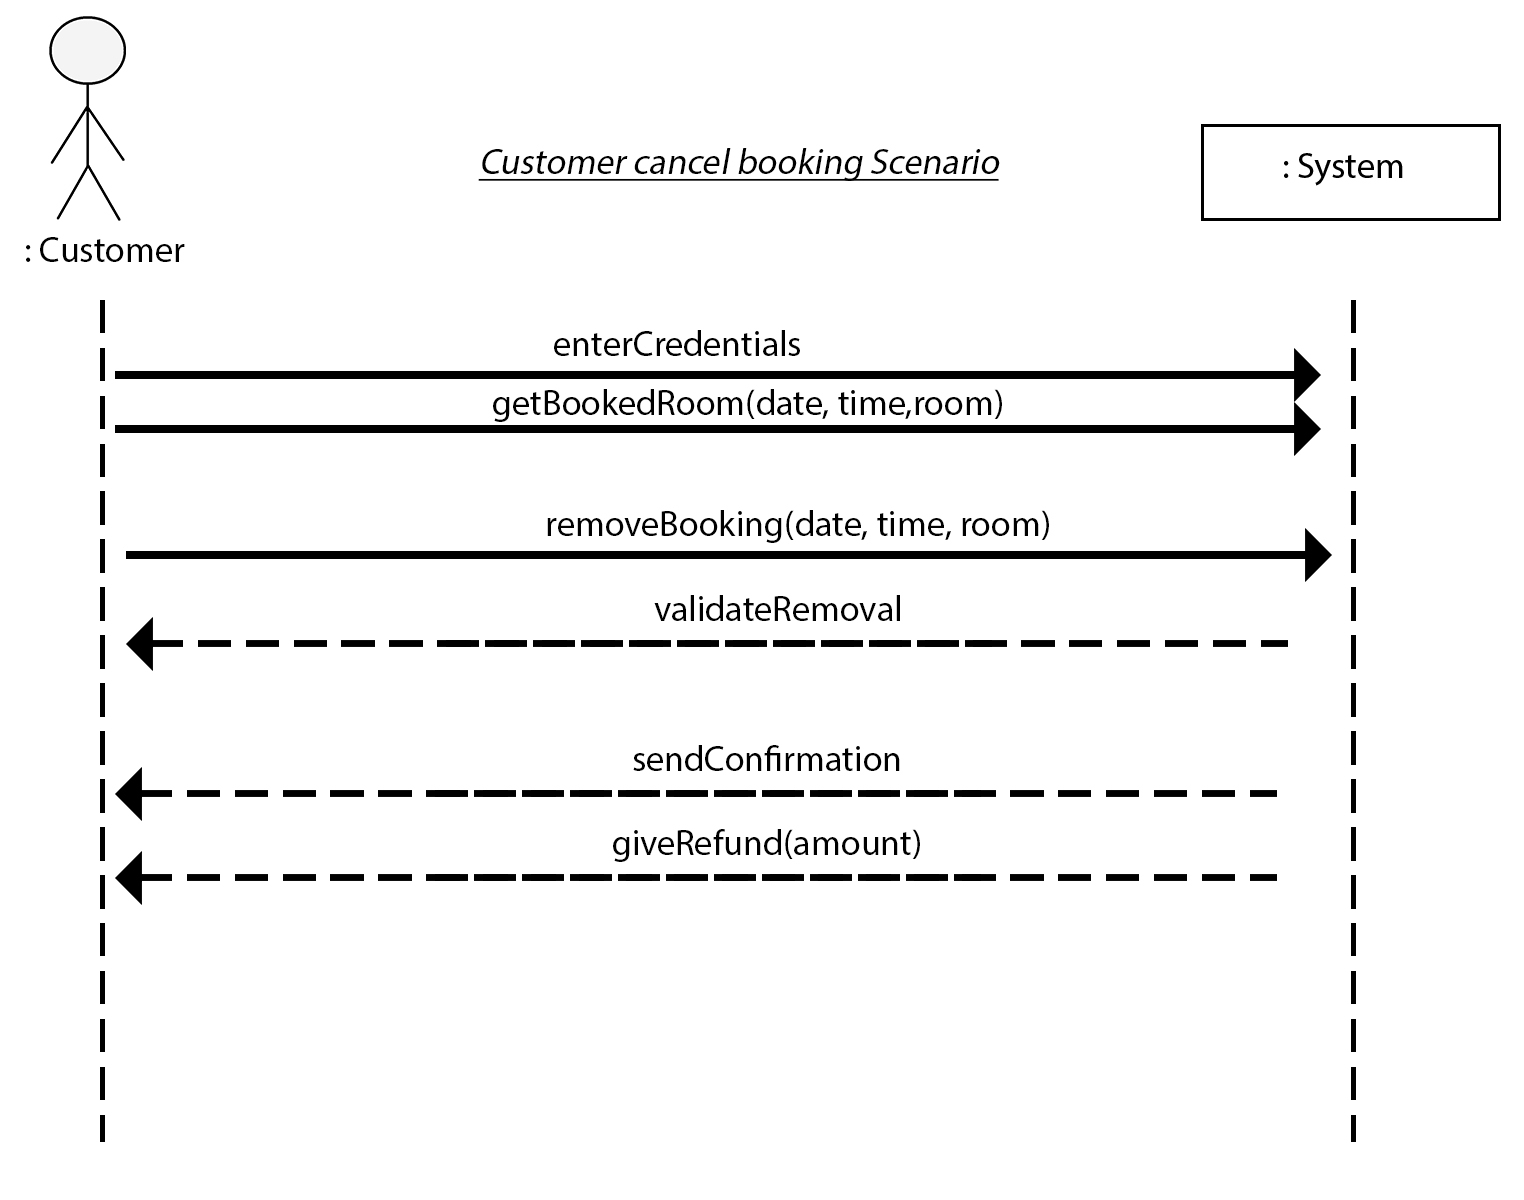 Customer cancel booking Scenario
: System
: Customer
enterCredentials
getBookedRoom(date, time,room)
removeBooking(date, time, room)
validateRemoval
sendConfirmation
giveRefund(amount)